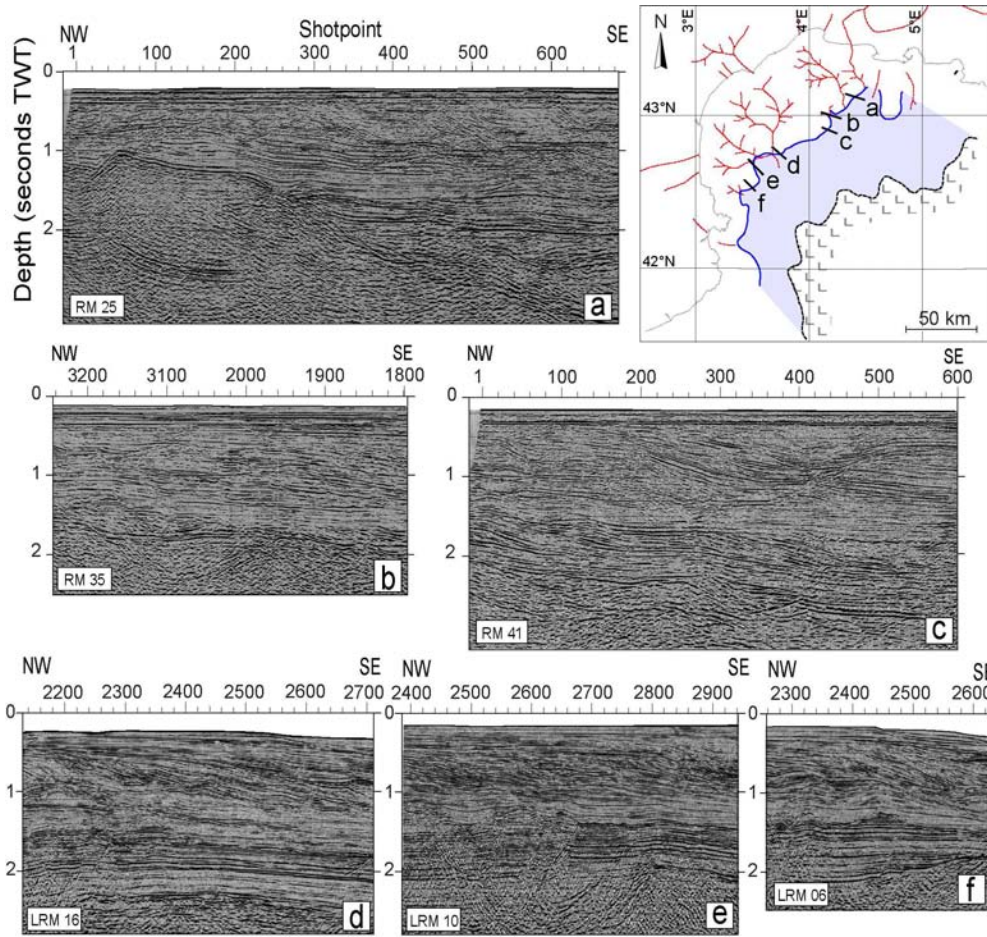 NW Shotpoint SE
1 100 200 300 400 500 600
Depth (seconds TWT)
0
1
2
RM 25
a
N
3°E
4°E
5°E
43°N
42°N
a
b
c
d
e
f
50 km
NW SE
3200 3100 2000 1900 1800
0
1
2
RM 35
b
NW SE
1 100 200 300 400 500 600
0
1
2
RM 41
c
NW SE
2200 2300 2400 2500 2600 2700
0
1
2
LRM 16
d
NW SE
2400 2500 2600 2700 2800 2900
0
1
2
LRM 10
e
NW SE
2300 2400 2500 260
0
1
2
LRM 06
f